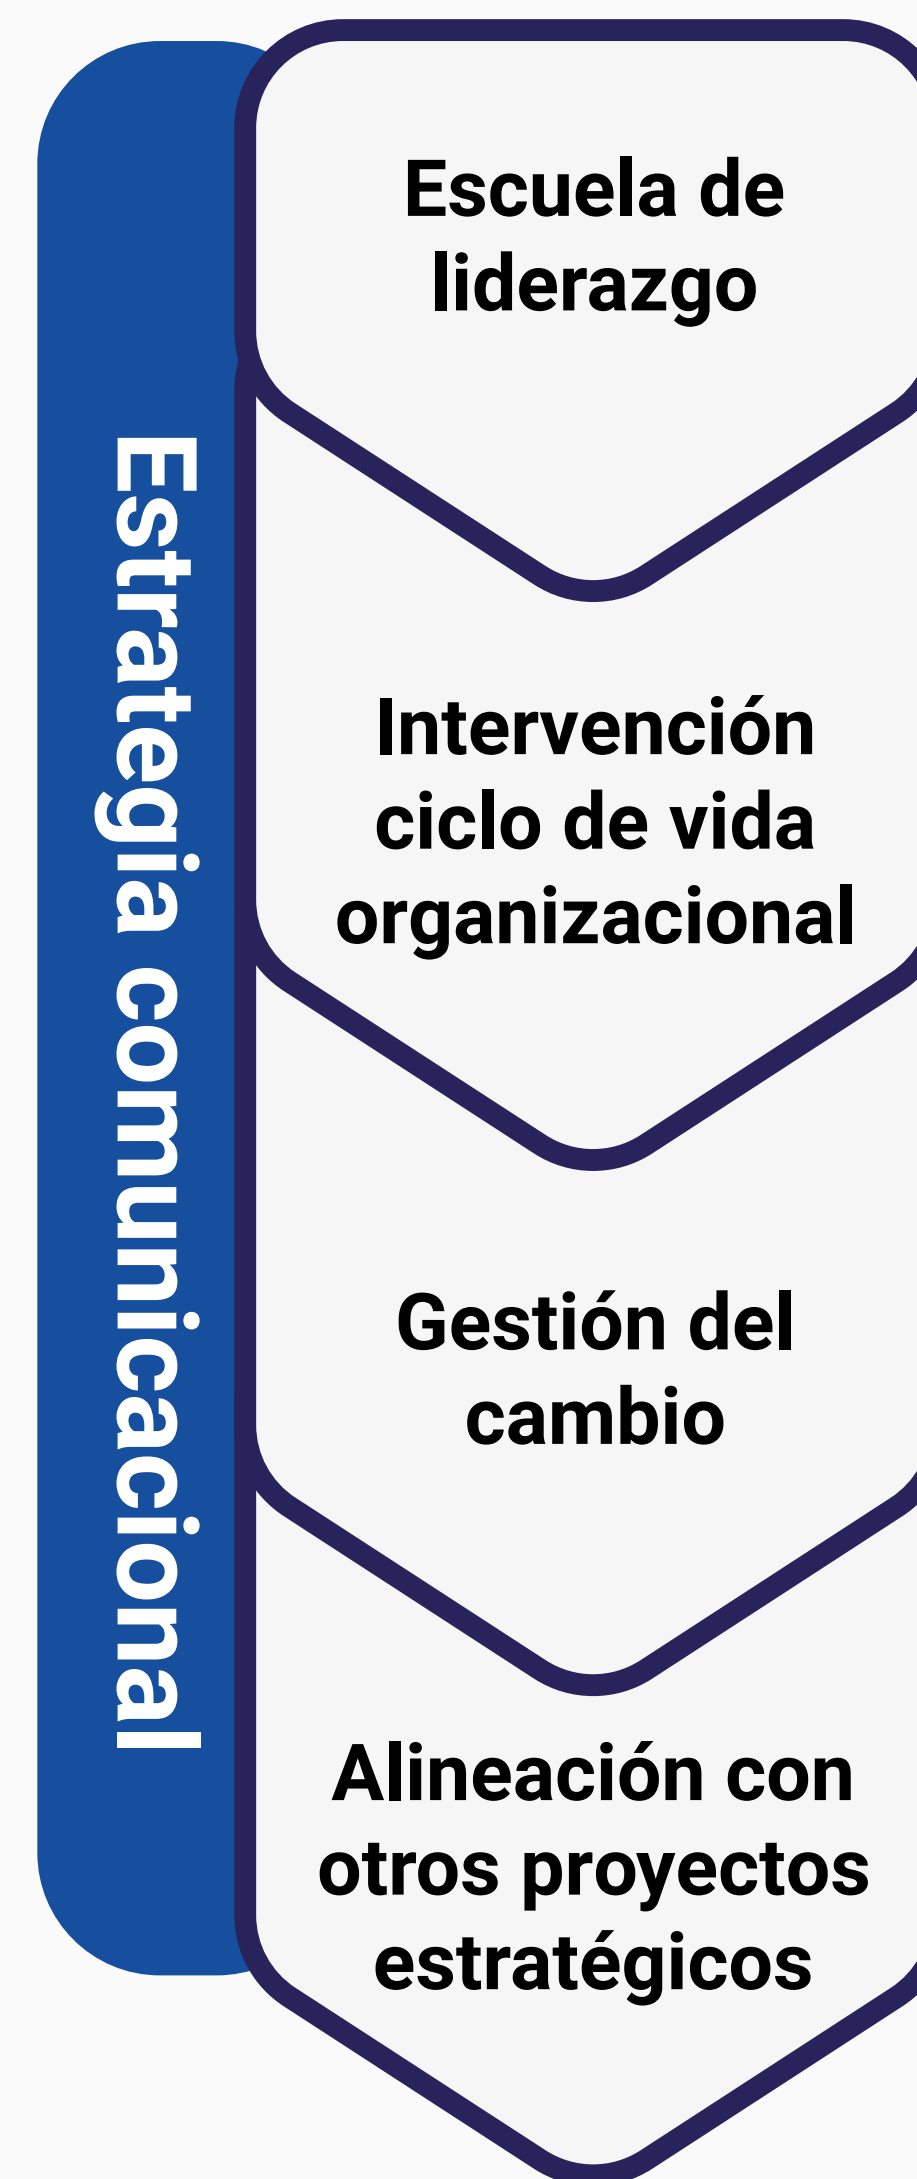 Estrategia comunicacional
Escuela de
liderazgo
Intervención
ciclo de vida
organizacional
Gestión del
cambio
Alineación con
otros proyectos
estratégicos